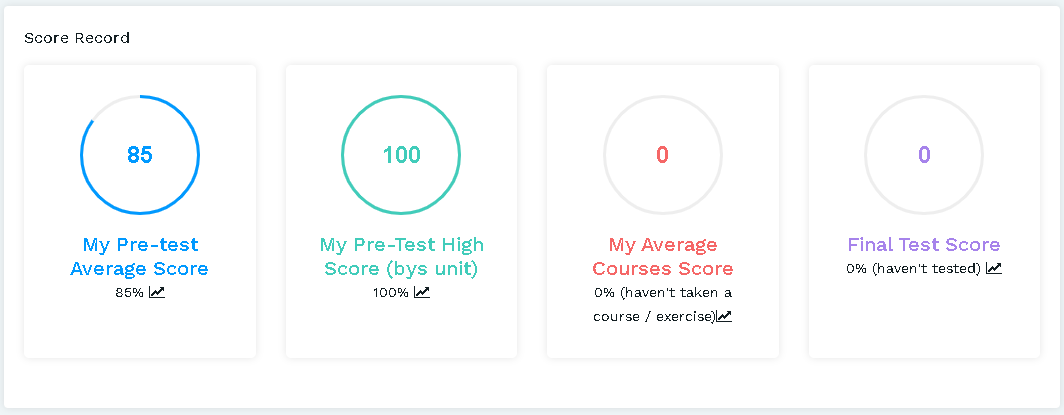 Score Record
85
My Pre-test
Average Score
85%
100
My Pre-Test High
Score (bys unit)
100%
0
My Average
Courses Score
0% (haven't taken a
course / exercise)
0
Final Test Score
0% (haven't tested)